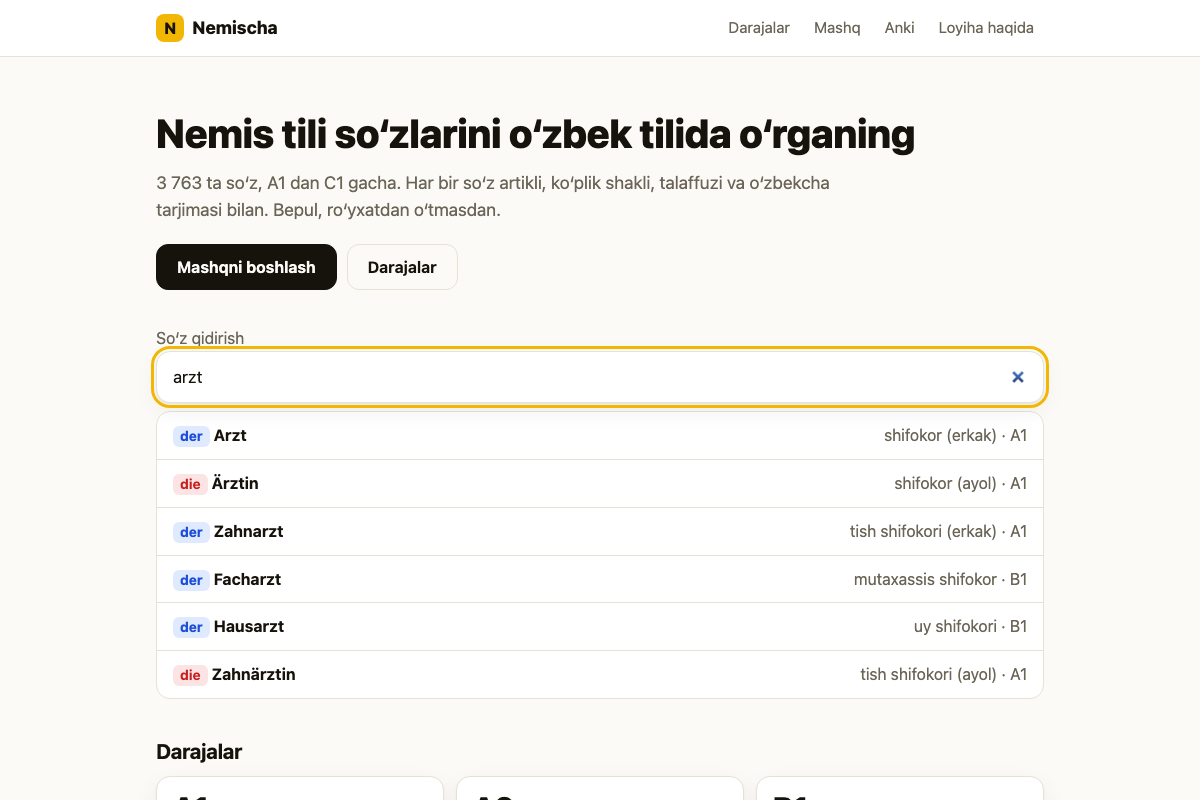 N Nemischa
Darajalar Mashq Anki Loyiha haqida
Nemis tili soʻzlarini oʻzbek tilida oʻrganing
3 763 ta soʻz, A1 dan C1 gacha. Har bir soʻz artikli, koʻplik shakli, talaffuzi va oʻzbekcha
tarjimasi bilan. Bepul, roʻyxatdan oʻtmasdan.
Mashqni boshlash Darajalar
Soʻz qidirish
arzt
der Arzt shifokor (erkak) · A1
die Ärztin shifokor (ayol) · A1
der Zahnarzt tish shifokori (erkak) · A1
der Facharzt mutaxassis shifokor · B1
der Hausarzt uy shifokori · B1
die Zahnärztin tish shifokori (ayol) · A1
Darajalar